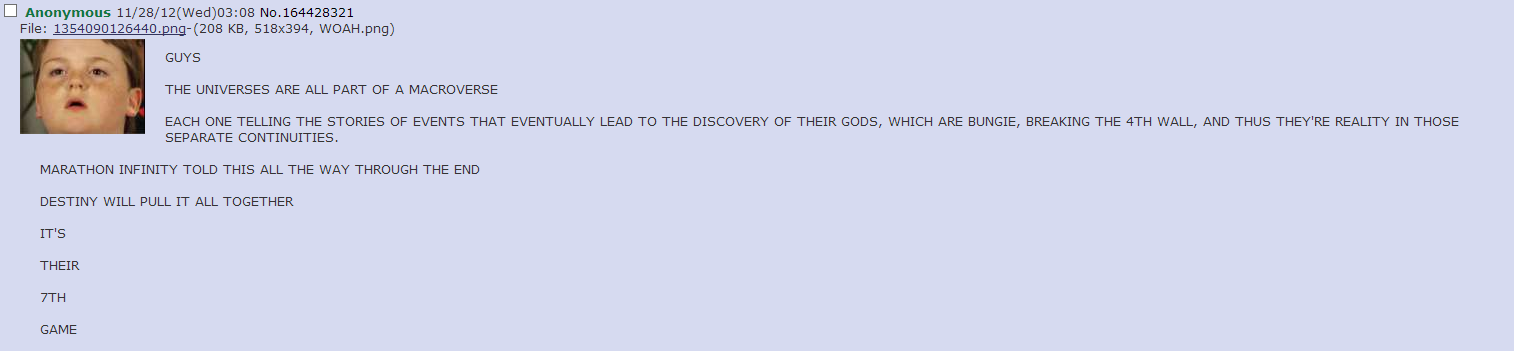 Anonymous 11/28/12(Wed)03:08 No.164428321
File: 1354090126440.png-(208 KB, 518x394, WOAH.png)
GUYS
THE UNIVERSES ARE ALL PART OF A MACROVERSE
EACH ONE TELLING THE STORIES OF EVENTS THAT EVENTUALLY LEAD TO THE DISCOVERY OF THEIR GODS, WHICH ARE BUNGIE, BREAKING THE 4TH WALL, AND THUS THEY'RE REALITY IN THOSE
SEPARATE CONTINUITIES.
MARATHON INFINITY TOLD THIS ALL THE WAY THROUGH THE END
DESTINY WILL PULL IT ALL TOGETHER
IT'S
THEIR
7TH
GAME